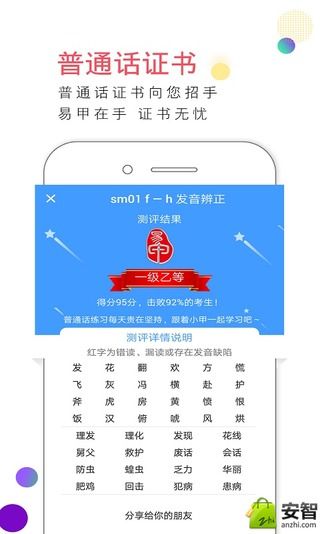 普通话证书
普通话证书向您招手
易甲在手 证书无忧
× sm01 f — h 发音辨正
测评结果
易甲
一级乙等
得分95分，击败92%的考生！
普通话练习每天贵在坚持，跟着小甲一起学习吧~
测评详情说明
红字为错读、漏读或存在发音缺陷
发 花 翻 欢 方 慌
飞 灰 冯 横 赴 护
斧 虎 房 黄 愤 恨
饭 汉 俯 唬 风 烘
理发 理化 发现 花线
舅父 救护 废话 会话
防虫 蝗虫 乏力 华丽
肥鸡 回击 犯病 患病
分享给你的朋友
安智
anzhi.com
zhi